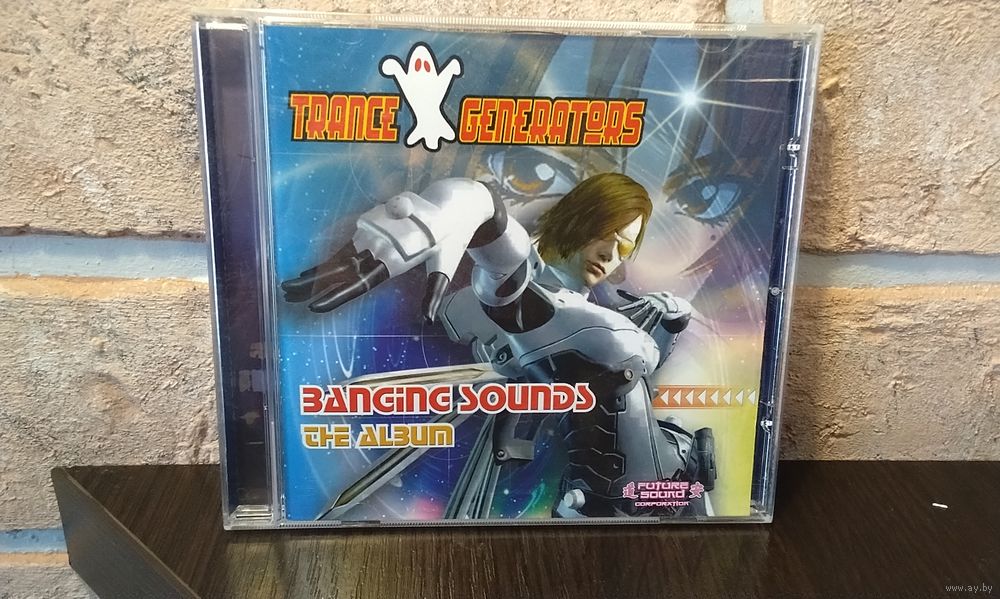 TRANCE GENERATORS
BANGING SOUNDS
THE ALBUM
FUTURE
SOUND
CORPORATION
www.ay.by